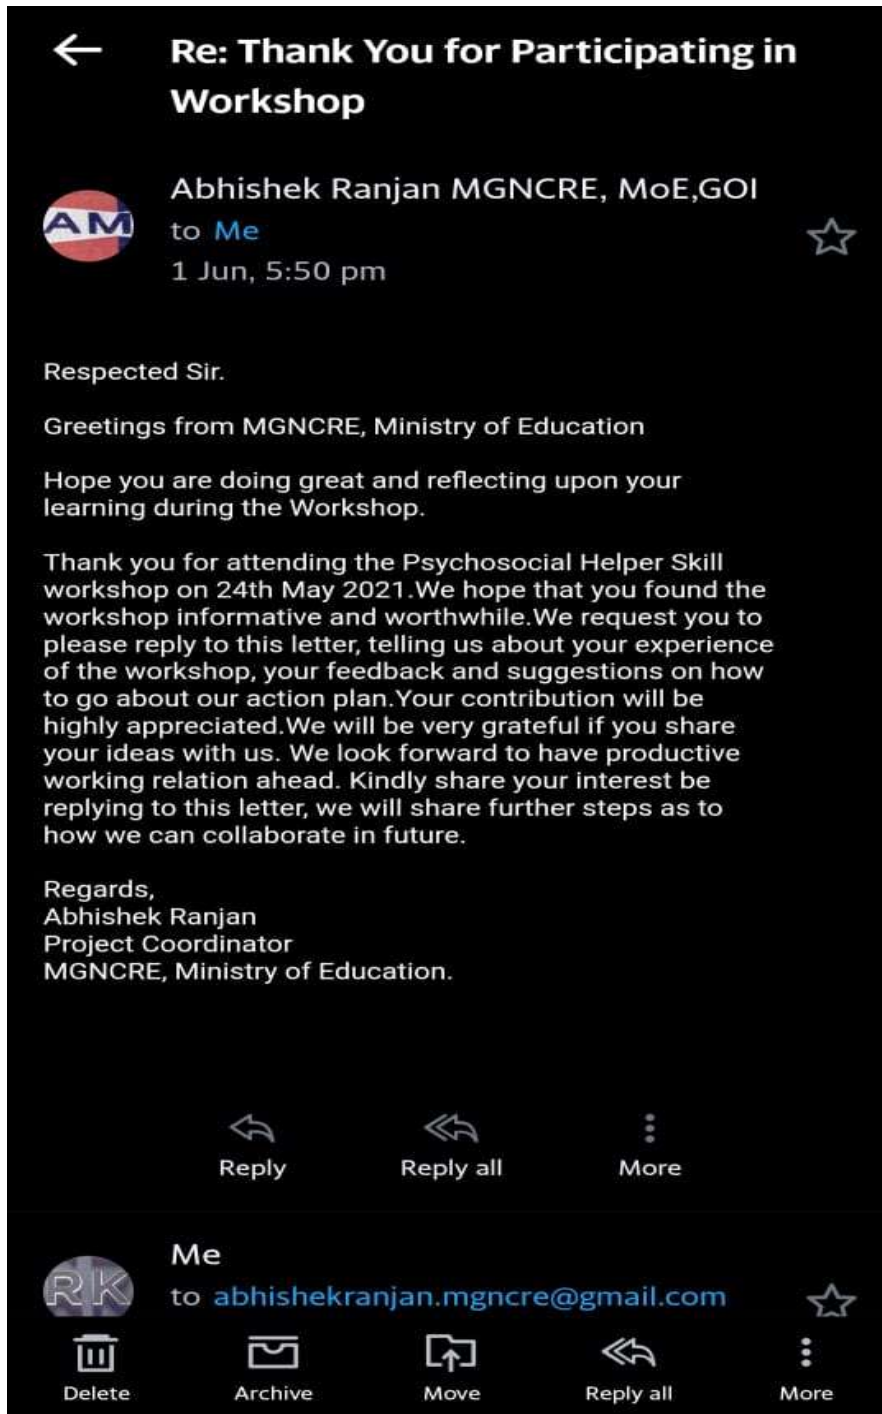 Re: Thank You for Participating in
Workshop
AM
Abhishek Ranjan MGNCRE, MoE,GOI
to Me
1 Jun, 5:50 pm
Respected Sir.
Greetings from MGNCRE, Ministry of Education
Hope you are doing great and reflecting upon your
learning during the Workshop.
Thank you for attending the Psychosocial Helper Skill
workshop on 24th May 2021.We hope that you found the
workshop informative and worthwhile.We request you to
please reply to this letter, telling us about your experience
of the workshop, your feedback and suggestions on how
to go about our action plan.Your contribution will be
highly appreciated.We will be very grateful if you share
your ideas with us. We look forward to have productive
working relation ahead. Kindly share your interest be
replying to this letter, we will share further steps as to
how we can collaborate in future.
Regards,
Abhishek Ranjan
Project Coordinator
MGNCRE, Ministry of Education.
Reply Reply all More
RK
Me
to abhishekranjan.mgncre@gmail.com
Delete Archive Move Reply all More